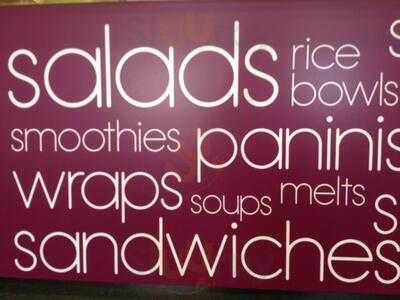 salads
rice
bowls
smoothies
paninis
wraps
soups
melts
sandwiches